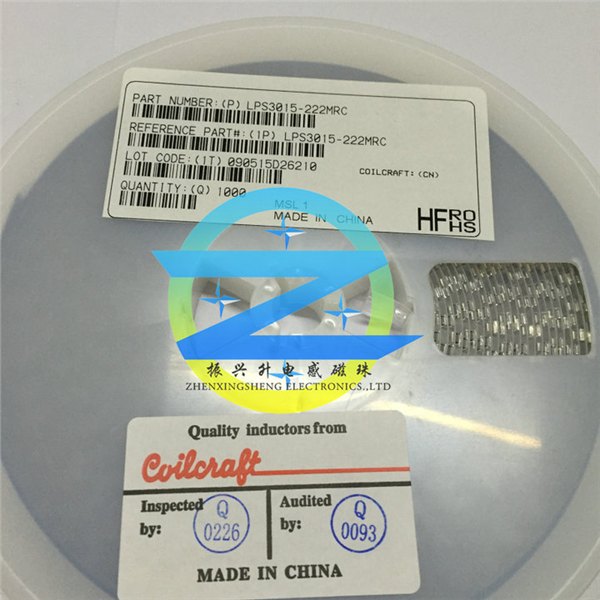 PART NUMBER:(P) LPS3015-222MRC
REFERENCE PART#:(1P) LPS3015-222MRC
LOT CODE:(1T) 090515D26210
COILCRAFT:(CN)
QUANTITY:(Q) 1000
MSL 1
MADE IN CHINA
HF RO HS
Z
振兴升电感磁珠
ZHENXINGSHENG ELECTRONICS.,LTD
Quality inductors from
Coilcraft
Inspected by:
Q 0226
Audited by:
Q 0093
MADE IN CHINA